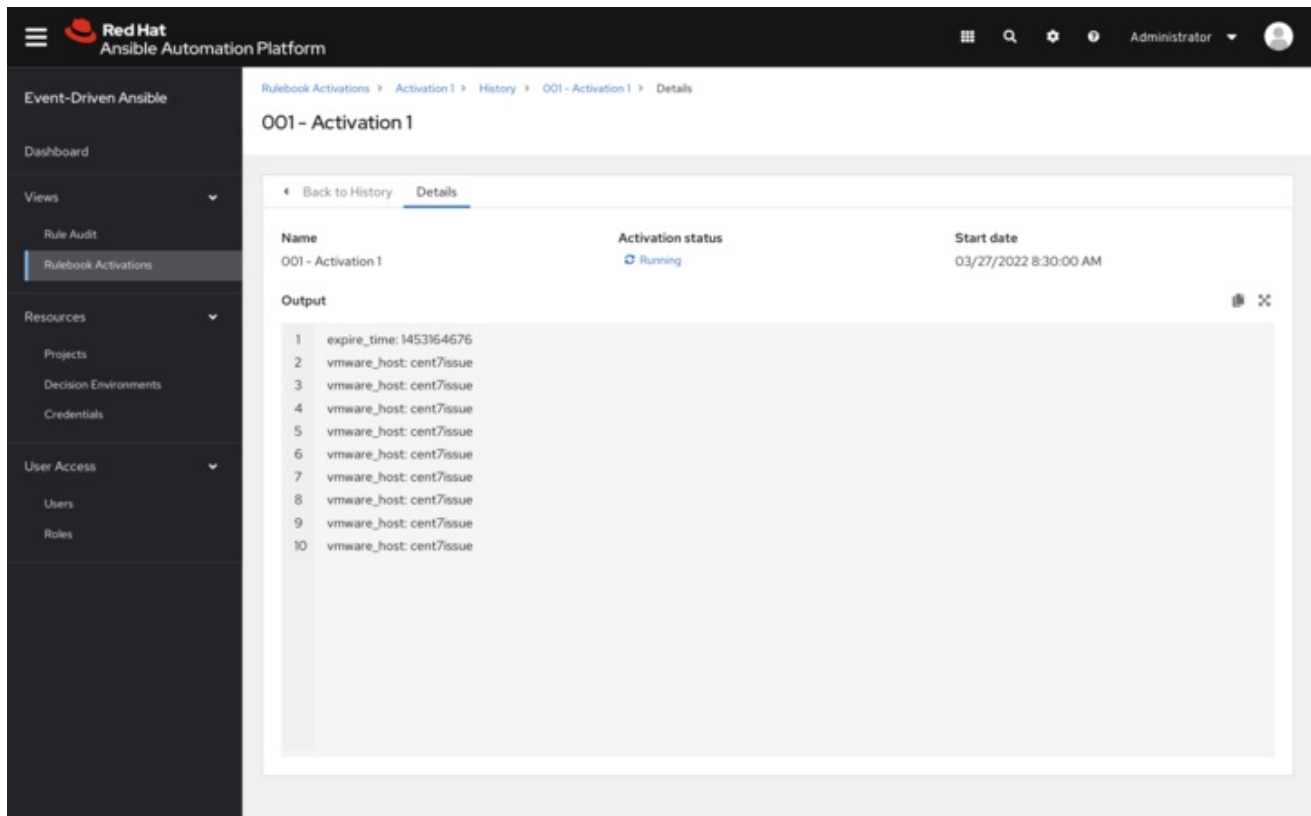 Red Hat
Ansible Automation Platform
Administrator
Event-Driven Ansible
Dashboard
Views
Rule Audit
Rulebook Activations
Resources
Projects
Decision Environments
Credentials
User Access
Users
Roles
Rulebook Activations > Activation 1 > History > 001 - Activation 1 > Details
001 - Activation 1
Back to History Details
Name Activation status Start date
001 - Activation 1 Running 03/27/2022 8:30:00 AM
Output
1 expire_time: 1453164676
2 vmware_host: cent7issue
3 vmware_host: cent7issue
4 vmware_host: cent7issue
5 vmware_host: cent7issue
6 vmware_host: cent7issue
7 vmware_host: cent7issue
8 vmware_host: cent7issue
9 vmware_host: cent7issue
10 vmware_host: cent7issue